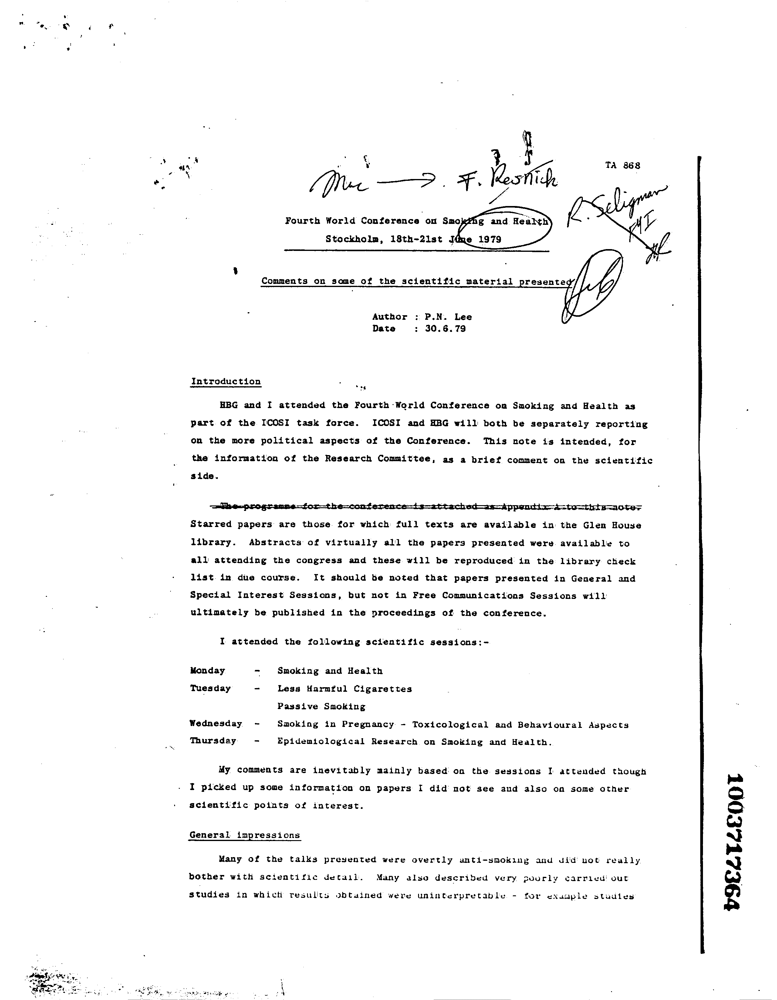 TA 868
F. Resnick
R. Seligman
FYI
Fourth World Conference on Smoking and Health
Stockholm, 18th-21st June 1979
Comments on some of the scientific material presented
Author : P.N. Lee
Date : 30.6.79
Introduction
HBG and I attended the Fourth World Conference on Smoking and Health as
part of the ICOSI task force. ICOSI and HBG will both be separately reporting
on the more political aspects of the Conference. This note is intended, for
the information of the Research Committee, as a brief comment on the scientific
side.
The programme for the conference is attached as Appendix A to this note.
Starred papers are those for which full texts are available in the Glen House
library. Abstracts of virtually all the papers presented were available to
all attending the congress and these will be reproduced in the library check
list in due course. It should be noted that papers presented in General and
Special Interest Sessions, but not in Free Communications Sessions will
ultimately be published in the proceedings of the conference.
I attended the following scientific sessions:-
Monday - Smoking and Health
Tuesday - Less Harmful Cigarettes
Passive Smoking
Wednesday - Smoking in Pregnancy - Toxicological and Behavioural Aspects
Thursday - Epidemiological Research on Smoking and Health.
My comments are inevitably mainly based on the sessions I attended though
I picked up some information on papers I did not see and also on some other
scientific points of interest.
General impressions
Many of the talks presented were overtly anti-smoking and did not really
bother with scientific detail. Many also described very poorly carried out
studies in which results obtained were uninterpretable - for example studies
1003717364